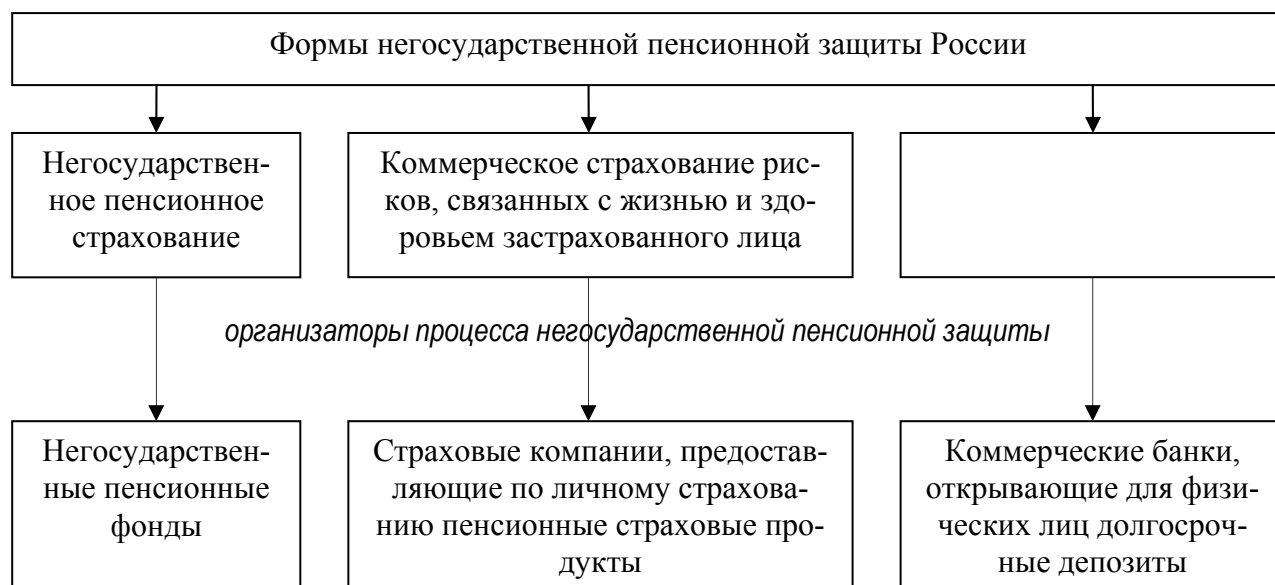 Формы негосударственной пенсионной защиты России
Негосударствен-
ное пенсионное
страхование
Коммерческое страхование рис-
ков, связанных с жизнью и здо-
ровьем застрахованного лица
организаторы процесса негосударственной пенсионной защиты
Негосударствен-
ные пенсионные
фонды
Страховые компании, предостав-
ляющие по личному страхова-
нию пенсионные страховые про-
дукты
Коммерческие банки,
открывающие для физи-
ческих лиц долгосроч-
ные депозиты